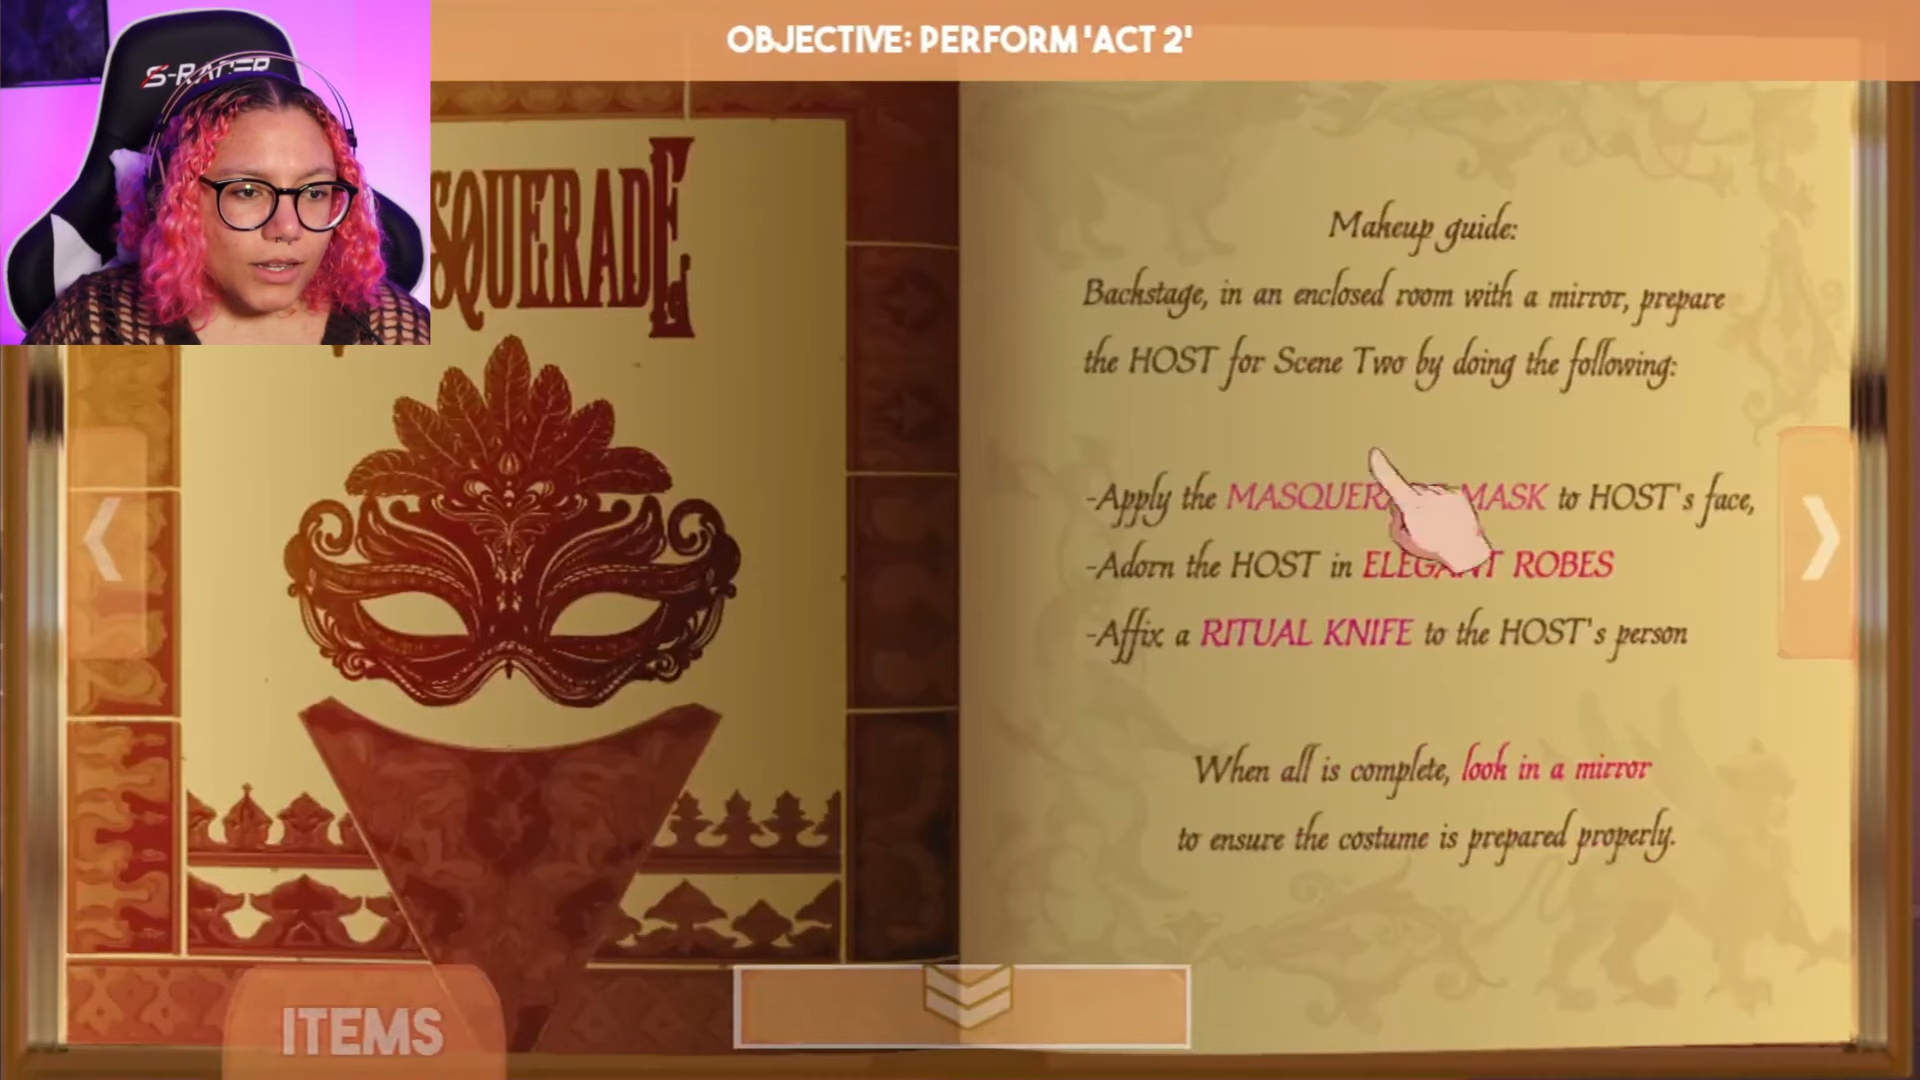 OBJECTIVE: PERFORM 'ACT 2'
S-RACER
SQUERADE
Makeup guide:
Backstage, in an enclosed room with a mirror, prepare
the HOST for Scene Two by doing the following:
-Apply the MASQUERADE MASK to HOST's face,
-Adorn the HOST in ELEGANT ROBES
-Affix a RITUAL KNIFE to the HOST's person
When all is complete, look in a mirror
to ensure the costume is prepared properly.
ITEMS